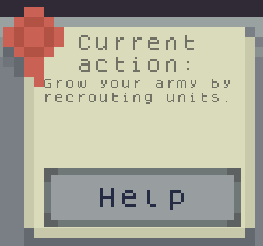 Current
action:
Grow your army by
recrouting units.
Help